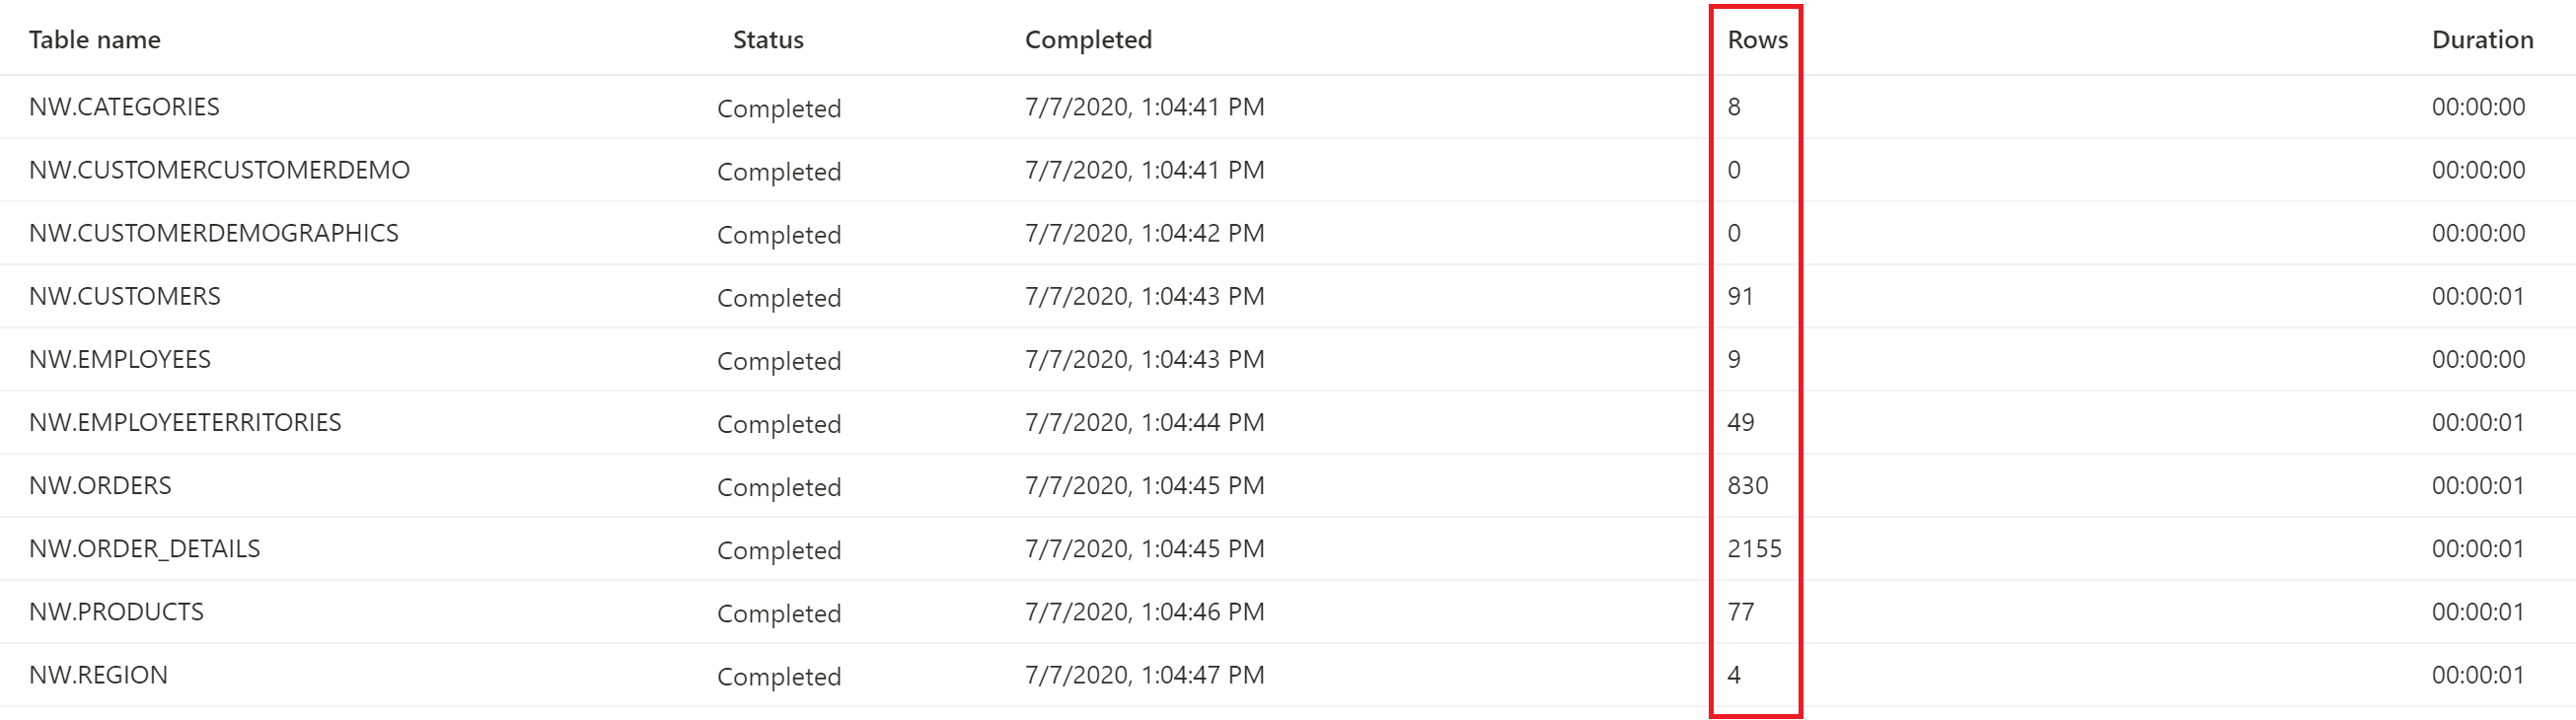 Table name Status Completed Rows Duration
NW.CATEGORIES Completed 7/7/2020, 1:04:41 PM 8 00:00:00
NW.CUSTOMERCUSTOMERDEMO Completed 7/7/2020, 1:04:41 PM 0 00:00:00
NW.CUSTOMERDEMOGRAPHICS Completed 7/7/2020, 1:04:42 PM 0 00:00:00
NW.CUSTOMERS Completed 7/7/2020, 1:04:43 PM 91 00:00:01
NW.EMPLOYEES Completed 7/7/2020, 1:04:43 PM 9 00:00:00
NW.EMPLOYEETERRITORIES Completed 7/7/2020, 1:04:44 PM 49 00:00:01
NW.ORDERS Completed 7/7/2020, 1:04:45 PM 830 00:00:01
NW.ORDER_DETAILS Completed 7/7/2020, 1:04:45 PM 2155 00:00:01
NW.PRODUCTS Completed 7/7/2020, 1:04:46 PM 77 00:00:01
NW.REGION Completed 7/7/2020, 1:04:47 PM 4 00:00:01